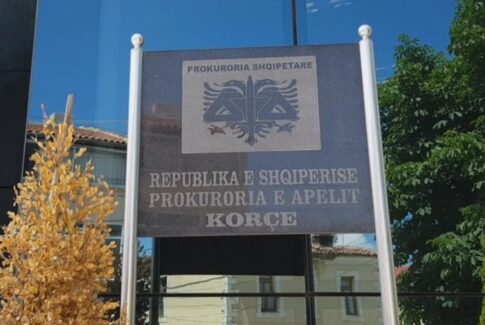 PROKURORIA SHQIPETARE
REPUBLIKA E SHQIPERISE
PROKURORIA E APELIT
KORÇE